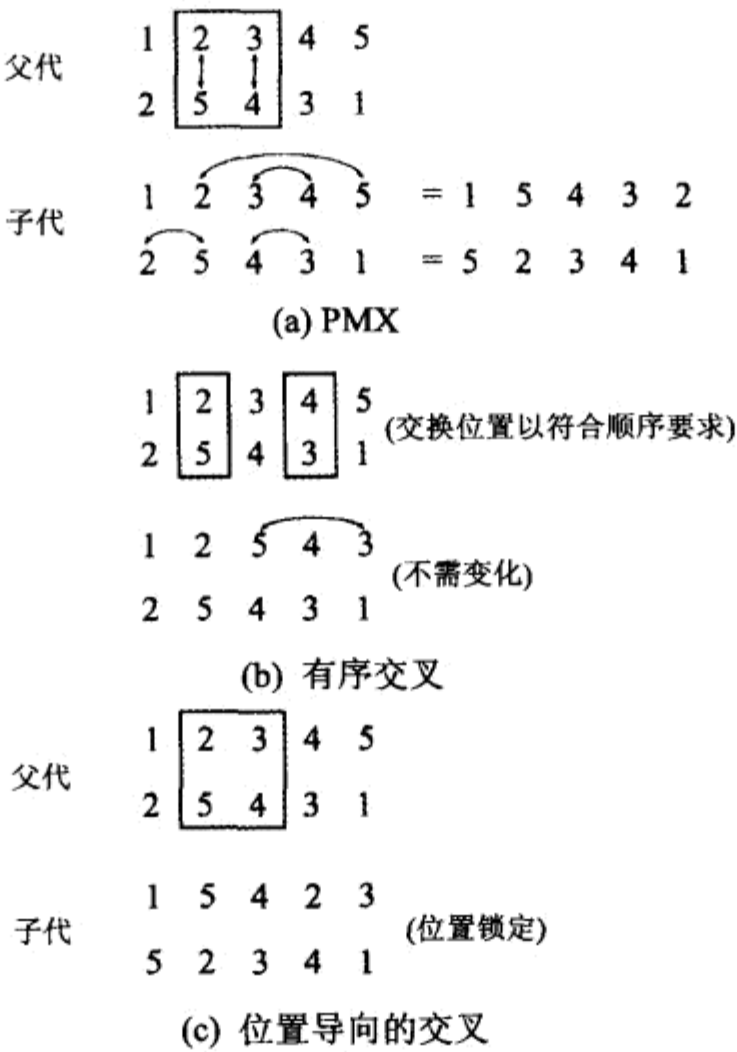 父代
1 2 3 4 5
2 5 4 3 1
子代
1 2 3 4 5 = 1 5 4 3 2
2 5 4 3 1 = 5 2 3 4 1
(a) PMX
1 2 3 4 5
2 5 4 3 1
(交换位置以符合顺序要求)
1 2 5 4 3
2 5 4 3 1
(不需变化)
(b) 有序交叉
父代
1 2 3 4 5
2 5 4 3 1
子代
1 5 4 2 3
5 2 3 4 1
(位置锁定)
(c) 位置导向的交叉